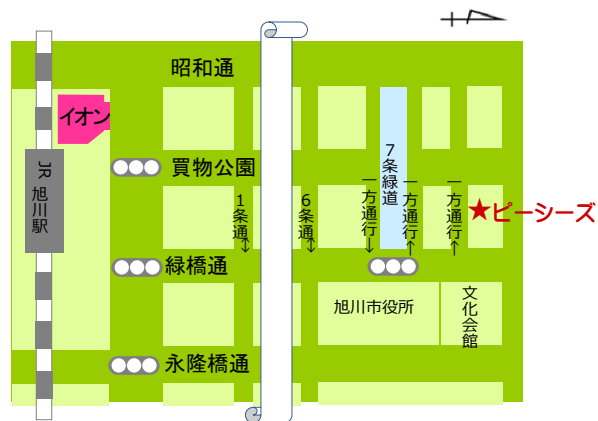 昭和通
イオン
買物公園
7条緑道
JR 旭川駅
1条通↔
6条通↔
一方通行←
一方通行→
一方通行→
★ピーシーズ
緑橋通
旭川市役所
文化会館
永隆橋通